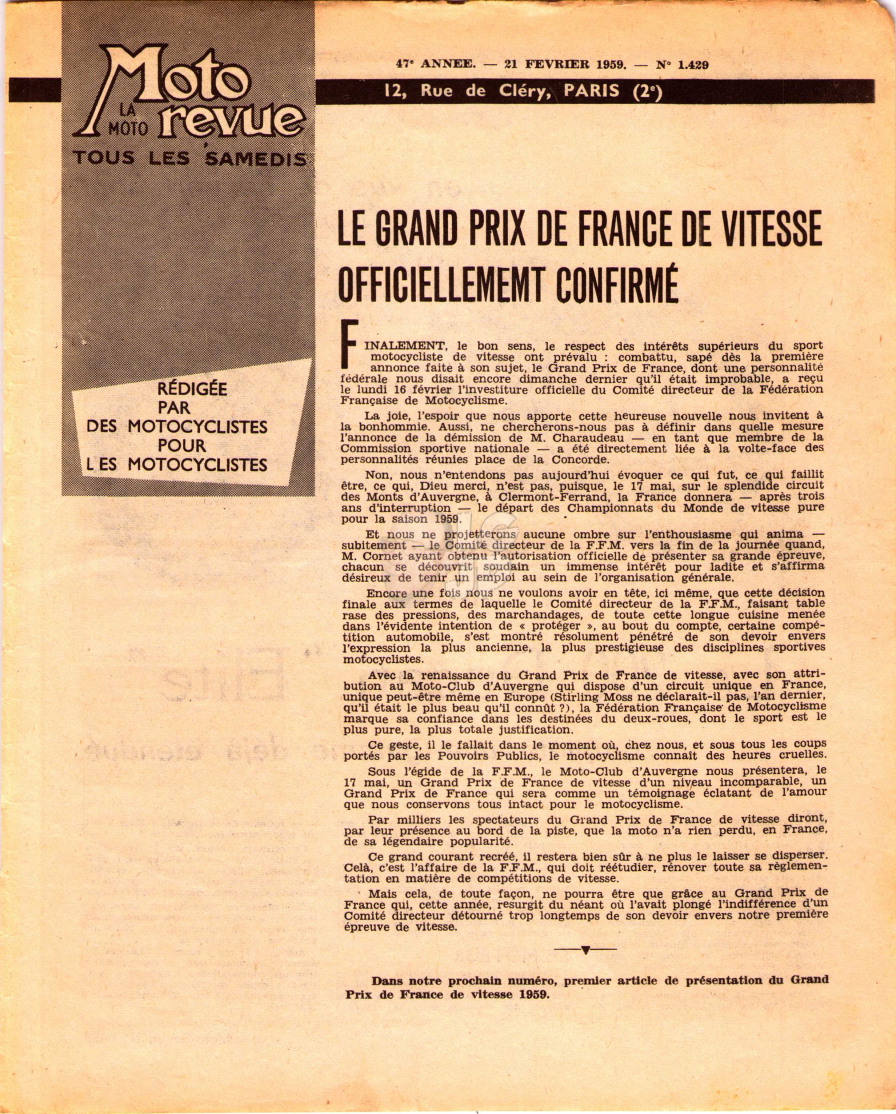 Moto
LA MOTO revue
TOUS LES SAMEDIS
47e ANNEE. — 21 FEVRIER 1959. — N° 1.429
12, Rue de Cléry, PARIS (2e)
RÉDIGÉE
PAR
DES MOTOCYCLISTES
POUR
LES MOTOCYCLISTES
LE GRAND PRIX DE FRANCE DE VITESSE
OFFICIELLEMEMT CONFIRMÉ
FINALEMENT, le bon sens, le respect des intérêts supérieurs du sport
motocycliste de vitesse ont prévalu : combattu, sapé dès la première
annonce faite à son sujet, le Grand Prix de France, dont une personnalité
fédérale nous disait encore dimanche dernier qu'il était improbable, a reçu
le lundi 16 février l'investiture officielle du Comité directeur de la Fédération
Française de Motocyclisme.
La joie, l'espoir que nous apporte cette heureuse nouvelle nous invitent à
la bonhommie. Aussi, ne chercherons-nous pas à définir dans quelle mesure
l'annonce de la démission de M. Charaudeau — en tant que membre de la
Commission sportive nationale — a été directement liée à la volte-face des
personnalités réunies place de la Concorde.
Non, nous n'entendons pas aujourd'hui évoquer ce qui fut, ce qui faillit
être, ce qui, Dieu merci, n'est pas, puisque, le 17 mai, sur le splendide circuit
des Monts d'Auvergne, à Clermont-Ferrand, la France donnera — après trois
ans d'interruption — le départ des Championnats du Monde de vitesse pure
pour la saison 1959.
Et nous ne projetterons aucune ombre sur l'enthousiasme qui anima —
subitement — le Comité directeur de la F.F.M. vers la fin de la journée quand,
M. Cornet ayant obtenu l'autorisation officielle de présenter sa grande épreuve,
chacun se découvrit soudain un immense intérêt pour ladite et s'affirma
désireux de tenir un emploi au sein de l'organisation générale.
Encore une fois nous ne voulons avoir en tête, ici même, que cette décision
finale aux termes de laquelle le Comité directeur de la F.F.M., faisant table
rase des pressions, des marchandages, de toute cette longue cuisine menée
dans l'évidente intention de « protéger », au bout du compte, certaine compé-
tition automobile, s'est montré résolument pénétré de son devoir envers
l'expression la plus ancienne, la plus prestigieuse des disciplines sportives
motocyclistes.
Avec la renaissance du Grand Prix de France de vitesse, avec son attri-
bution au Moto-Club d'Auvergne qui dispose d'un circuit unique en France,
unique peut-être même en Europe (Stirling Moss ne déclarait-il pas, l'an dernier,
qu'il était le plus beau qu'il connût ?), la Fédération Française de Motocyclisme
marque sa confiance dans les destinées du deux-roues, dont le sport est le
plus pure, la plus totale justification.
Ce geste, il le fallait dans le moment où, chez nous, et sous tous les coups
portés par les Pouvoirs Publics, le motocyclisme connaît des heures cruelles.
Sous l'égide de la F.F.M., le Moto-Club d'Auvergne nous présentera, le
17 mai, un Grand Prix de France de vitesse d'un niveau incomparable, un
Grand Prix de France qui sera comme un témoignage éclatant de l'amour
que nous conservons tous intact pour le motocyclisme.
Par milliers les spectateurs du Grand Prix de France de vitesse diront,
par leur présence au bord de la piste, que la moto n'a rien perdu, en France,
de sa légendaire popularité.
Ce grand courant recréé, il restera bien sûr à ne plus le laisser se disperser.
Celà, c'est l'affaire de la F.F.M., qui doit réétudier, rénover toute sa règlemen-
tation en matière de compétitions de vitesse.
Mais cela, de toute façon, ne pourra être que grâce au Grand Prix de
France qui, cette année, resurgit du néant où l'avait plongé l'indifférence d'un
Comité directeur détourné trop longtemps de son devoir envers notre première
épreuve de vitesse.
Dans notre prochain numéro, premier article de présentation du Grand
Prix de France de vitesse 1959.